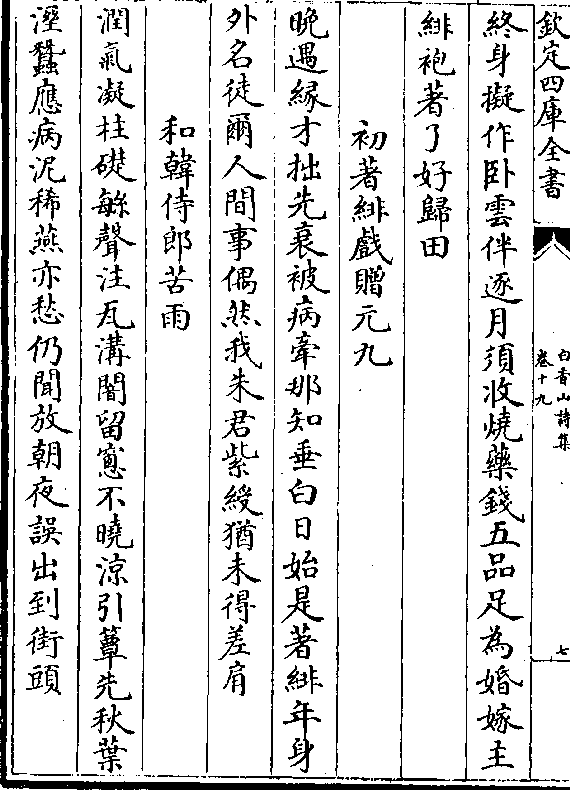 欽定四庫全書
白香山詩集
卷十九
七
終身擬作卧雲伴逐月須收燒藥錢五品足為婚嫁主
緋袍著了好歸田
初著緋戲贈元九
晚遇緣才拙先衰被病牽那知垂白日始是著緋年身
外名徒爾人間事偶然我朱君紫綬猶未得差肩
和韓侍郎苦雨
潤氣凝柱礎繁聲注瓦溝闇留窻不曉涼引簟先秋葉
溼蠶應病泥稀燕亦愁仍聞放朝夜誤出到街頭